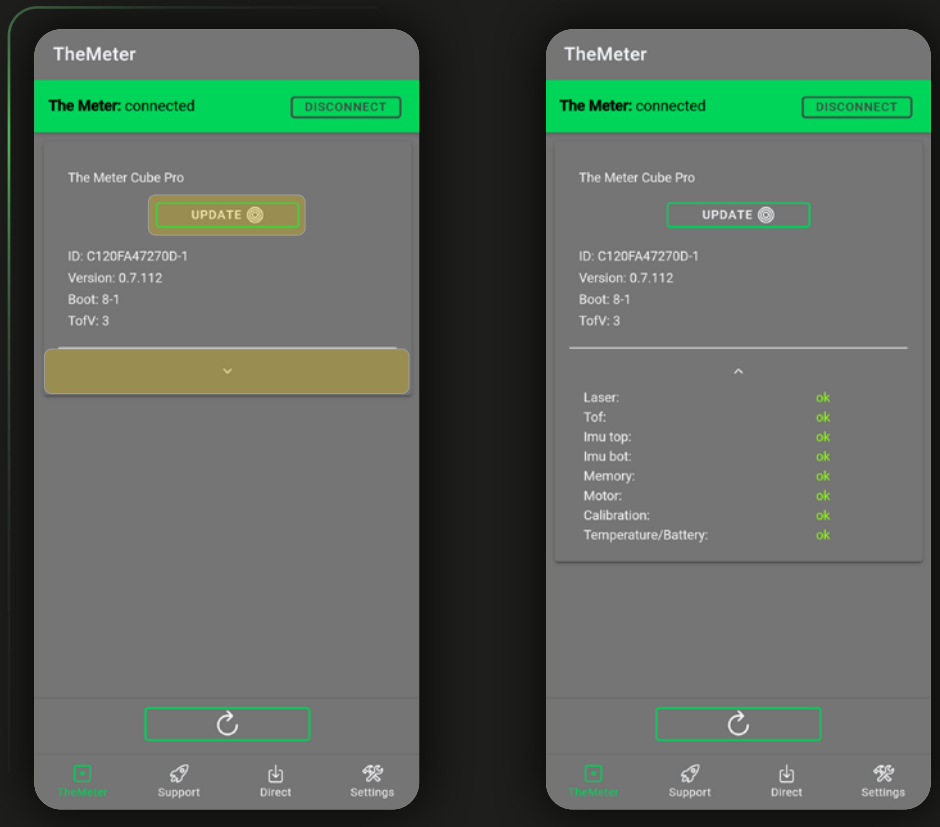 TheMeter
The Meter: connected
DISCONNECT
The Meter Cube Pro
UPDATE
ID: C120FA47270D-1
Version: 0.7.112
Boot: 8-1
TofV: 3
TheMeter
Support
Direct
Settings
TheMeter
The Meter: connected
DISCONNECT
The Meter Cube Pro
UPDATE
ID: C120FA47270D-1
Version: 0.7.112
Boot: 8-1
TofV: 3
Laser: ok
Tof: ok
Imu top: ok
Imu bot: ok
Memory: ok
Motor: ok
Calibration: ok
Temperature/Battery: ok
TheMeter
Support
Direct
Settings